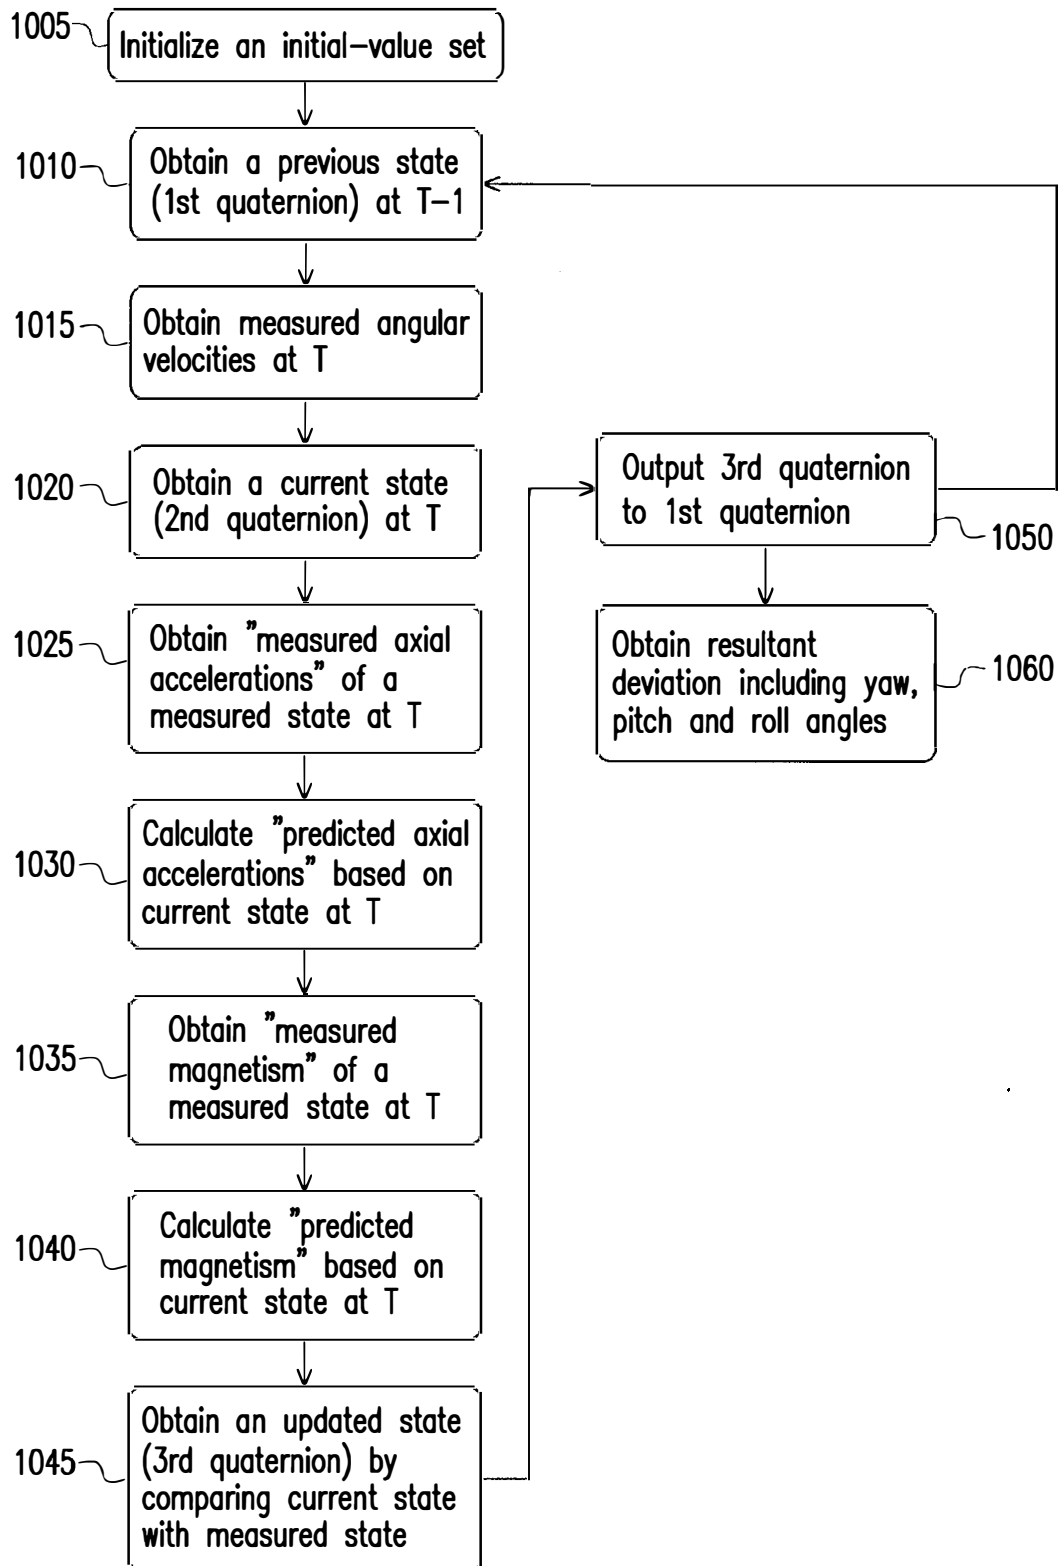 1005
Initialize an initial-value set
1010
Obtain a previous state
(1st quaternion) at T-1
1015
Obtain measured angular
velocities at T
1020
Obtain a current state
(2nd quaternion) at T
1025
Obtain "measured axial
accelerations" of a
measured state at T
1030
Calculate "predicted axial
accelerations" based on
current state at T
1035
Obtain "measured
magnetism" of a
measured state at T
1040
Calculate "predicted
magnetism" based on
current state at T
1045
Obtain an updated state
(3rd quaternion) by
comparing current state
with measured state
Output 3rd quaternion
to 1st quaternion
1050
Obtain resultant
deviation including yaw,
pitch and roll angles
1060